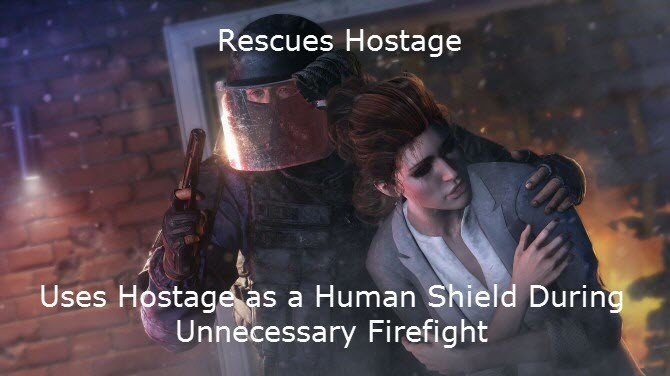 Rescues Hostage
Uses Hostage as a Human Shield During
Unnecessary Firefight